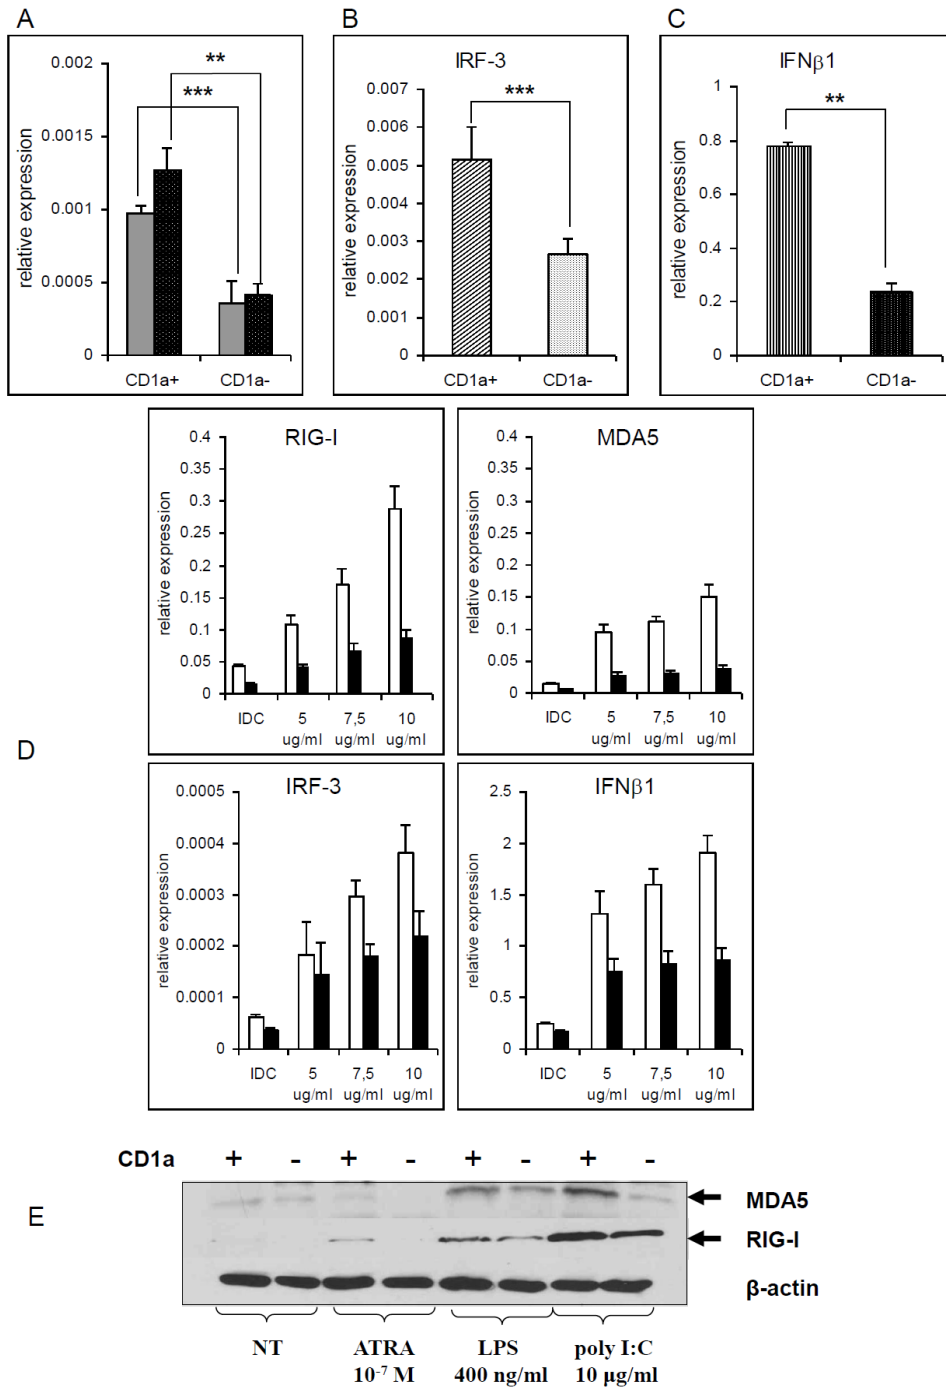 A
B
C
0.002
0.0015
0.001
0.0005
0
relative expression
**
***
CD1a+ CD1a-
IRF-3
0.007
0.006
0.005
0.004
0.003
0.002
0.001
0
relative expression
***
CD1a+ CD1a-
IFNβ1
1
0.8
0.6
0.4
0.2
0
relative expression
**
CD1a+ CD1a-
D
RIG-I
0.4
0.35
0.3
0.25
0.2
0.15
0.1
0.05
0
relative expression
IDC 5 7,5 10
ug/ml ug/ml ug/ml
MDA5
0.4
0.35
0.3
0.25
0.2
0.15
0.1
0.05
0
relative expression
IDC 5 7,5 10
ug/ml ug/ml ug/ml
IRF-3
0.0005
0.0004
0.0003
0.0002
0.0001
0
relative expression
IDC 5 7,5 10
ug/ml ug/ml ug/ml
IFNβ1
2.5
2
1.5
1
0.5
0
relative expression
IDC 5 7,5 10
ug/ml ug/ml ug/ml
E
CD1a + - + - + - + -
MDA5
RIG-I
β-actin
NT ATRA LPS poly I:C
10⁻⁷ M 400 ng/ml 10 µg/ml